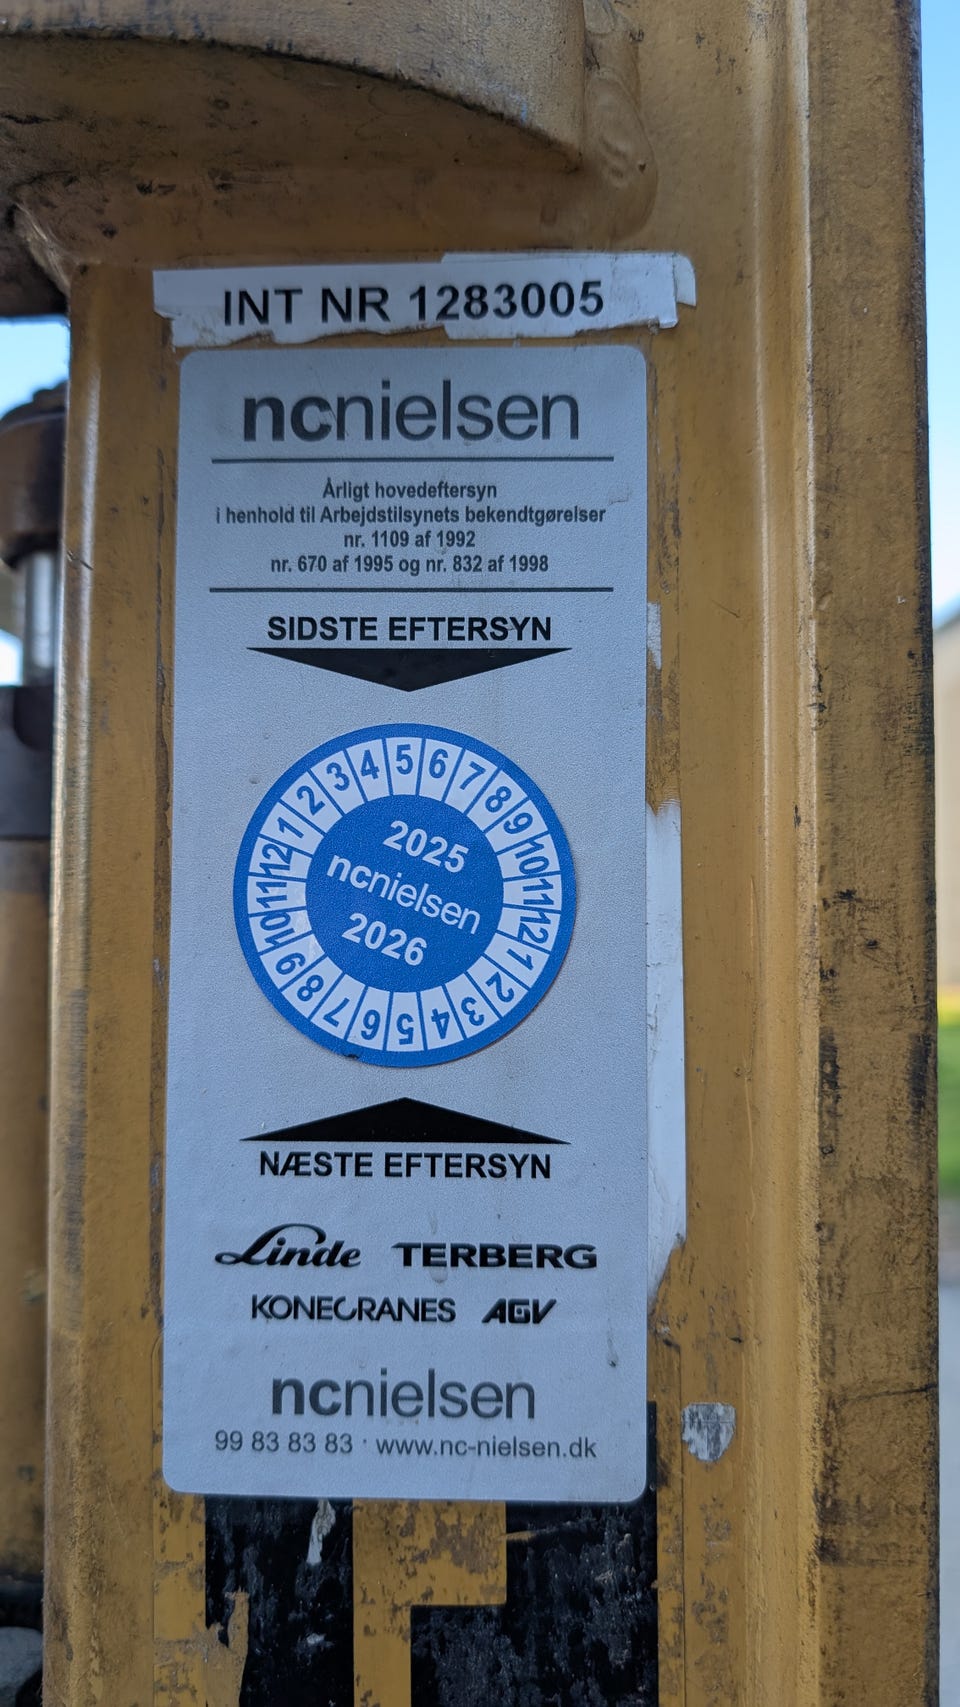 INT NR 1283005
ncnielsen
Årligt hovedeftersyn
i henhold til Arbejdstilsynets bekendtgørelser
nr. 1109 af 1992
nr. 670 af 1995 og nr. 832 af 1998
SIDSTE EFTERSYN
1 2 3 4 5 6 7 8 9 10 11 12
2025
ncnielsen
2026
1 2 3 4 5 6 7 8 9 10 11 12
NÆSTE EFTERSYN
Linde TERBERG
KONECRANES AGV
ncnielsen
99 83 83 83 · www.nc-nielsen.dk